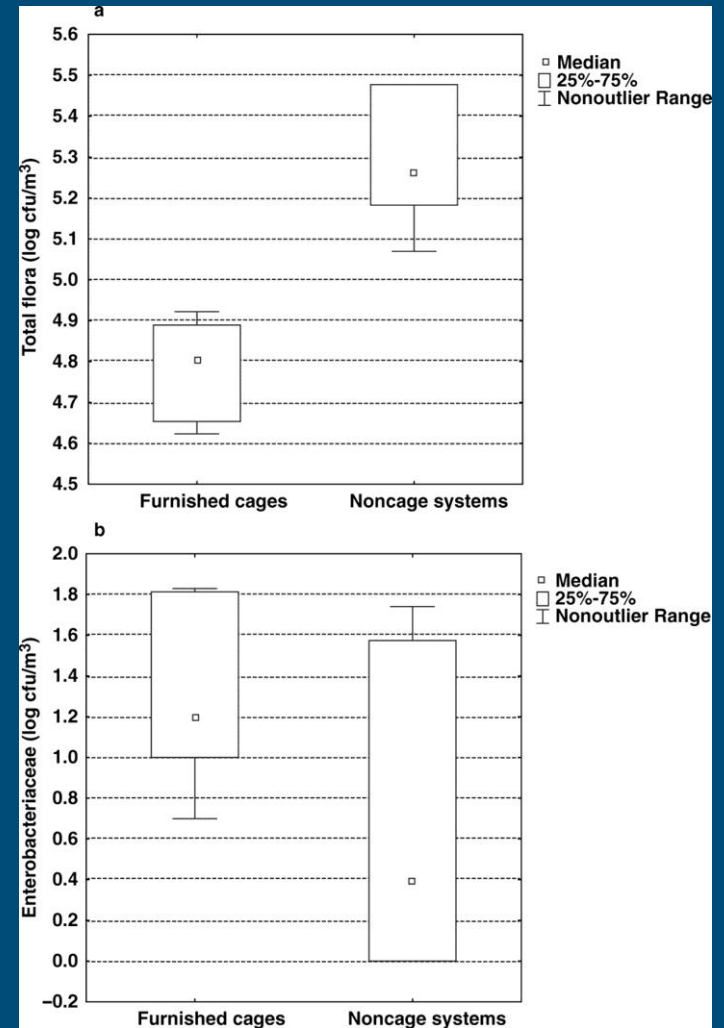 a
Total flora (log cfu/m³)
5.6
5.5
5.4
5.3
5.2
5.1
5.0
4.9
4.8
4.7
4.6
4.5
Furnished cages Noncage systems
Median
25%-75%
Nonoutlier Range
b
Enterobacteriaceae (log cfu/m³)
2.0
1.8
1.6
1.4
1.2
1.0
0.8
0.6
0.4
0.2
0.0
−0.2
Furnished cages Noncage systems
Median
25%-75%
Nonoutlier Range